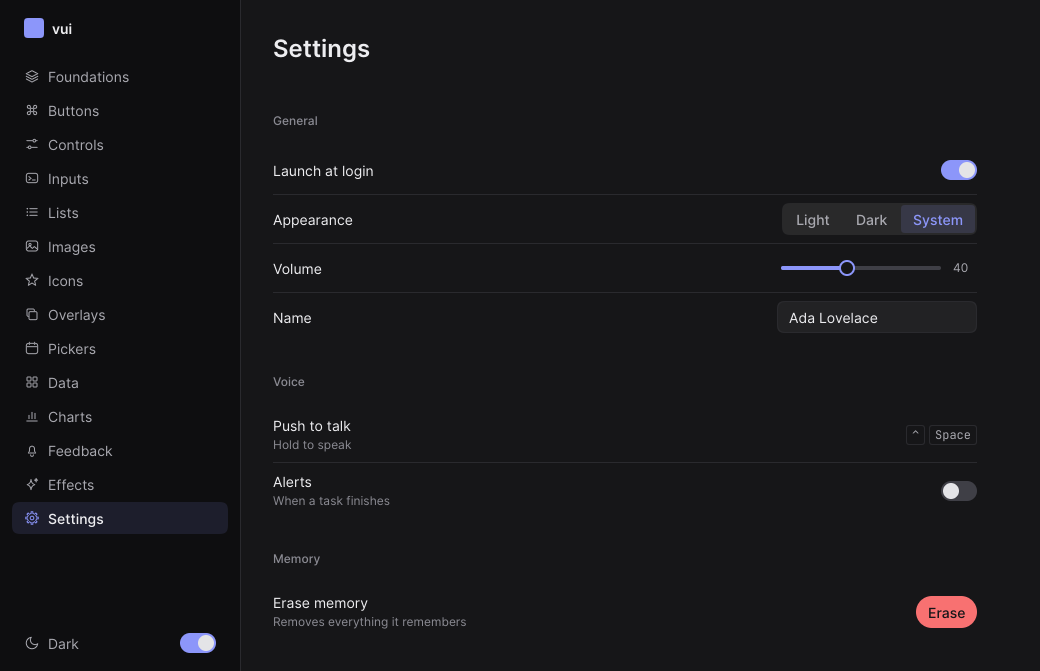 vui
Foundations
Buttons
Controls
Inputs
Lists
Images
Icons
Overlays
Pickers
Data
Charts
Feedback
Effects
Settings
Dark
Settings
General
Launch at login
Appearance
Light Dark System
Volume
40
Name
Ada Lovelace
Voice
Push to talk
Hold to speak
^ Space
Alerts
When a task finishes
Memory
Erase memory
Removes everything it remembers
Erase